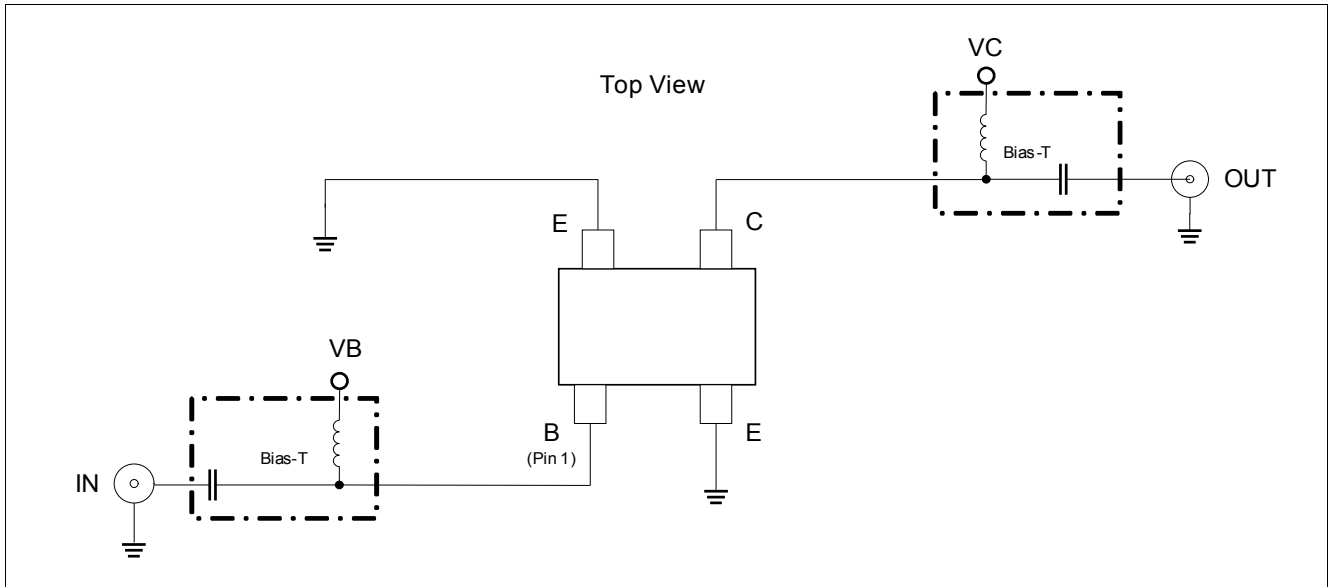 VC
Top View
Bias-T
OUT
E
C
VB
B
E
(Pin 1)
Bias-T
IN